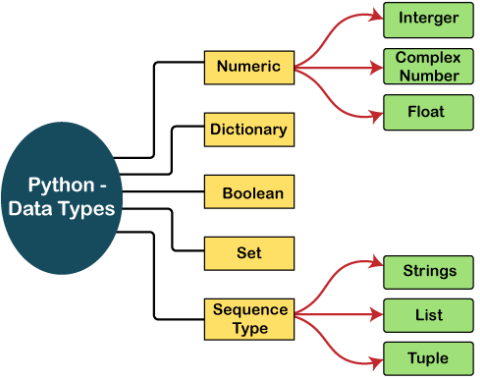 Python -
Data Types
Numeric
Interger
Complex
Number
Float
Dictionary
Boolean
Set
Sequence
Type
Strings
List
Tuple